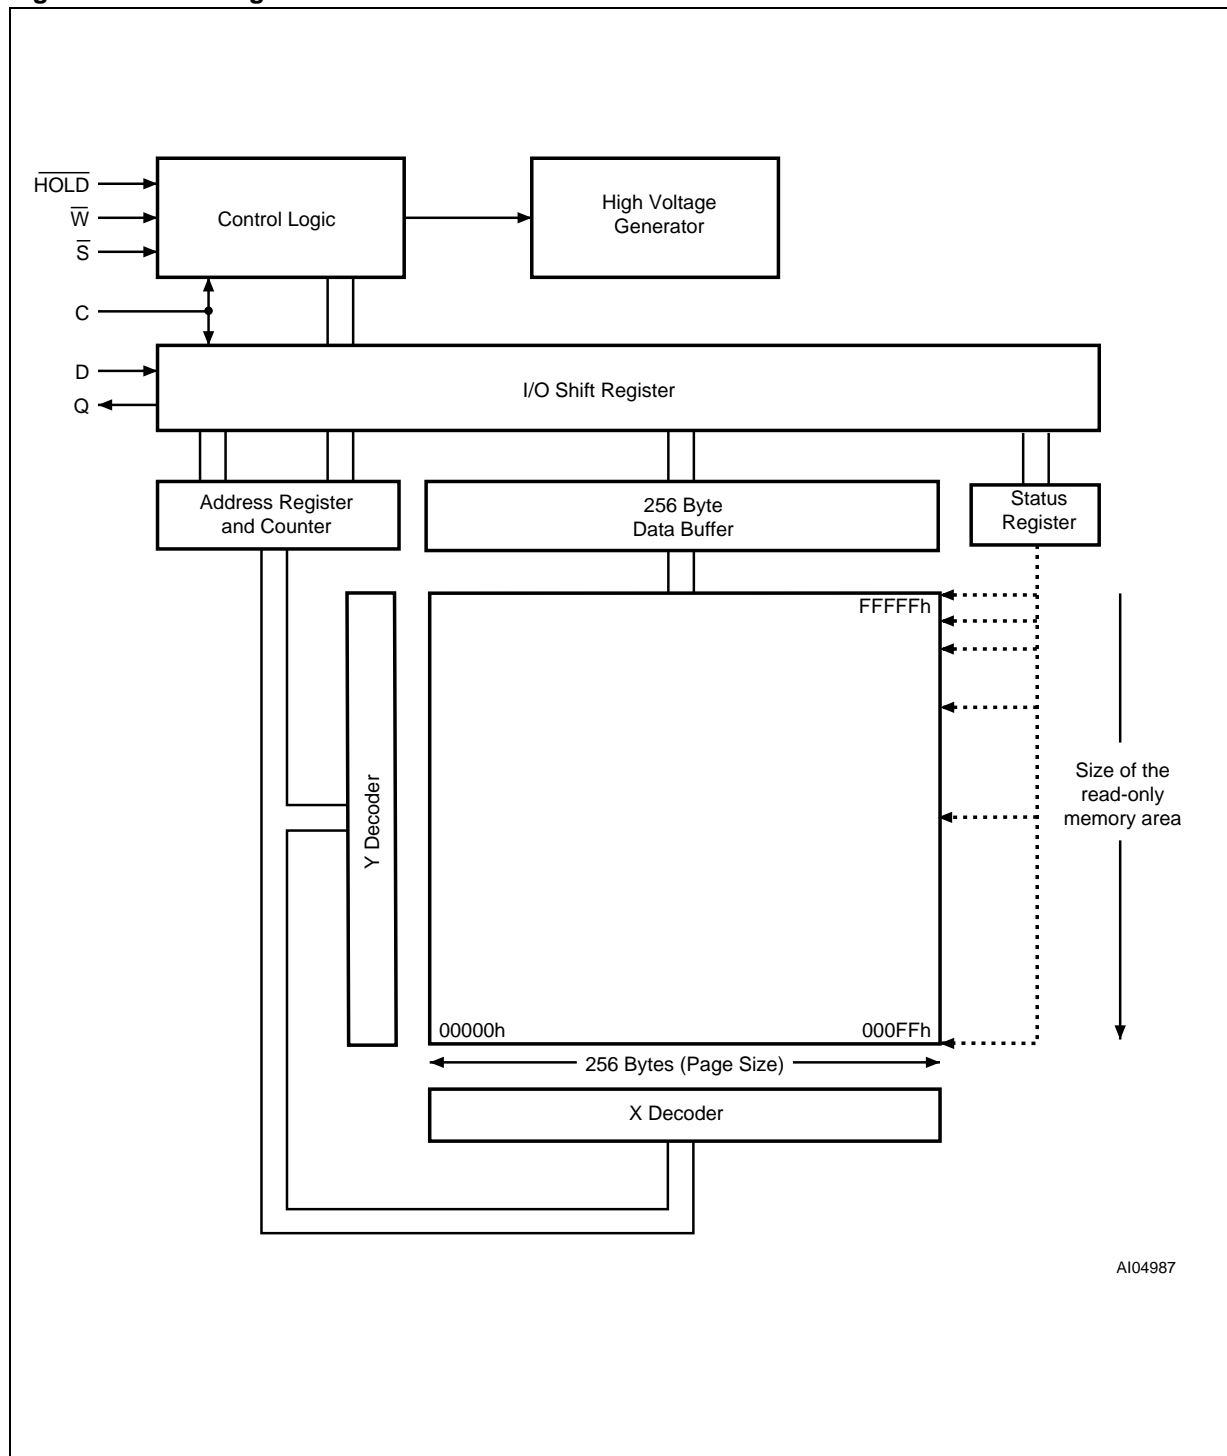 HOLD
W
S
C
D
Q
Control Logic
High Voltage
Generator
I/O Shift Register
Address Register
and Counter
256 Byte
Data Buffer
Status
Register
FFFFFh
Y Decoder
Size of the
read-only
memory area
00000h
000FFh
256 Bytes (Page Size)
X Decoder
AI04987